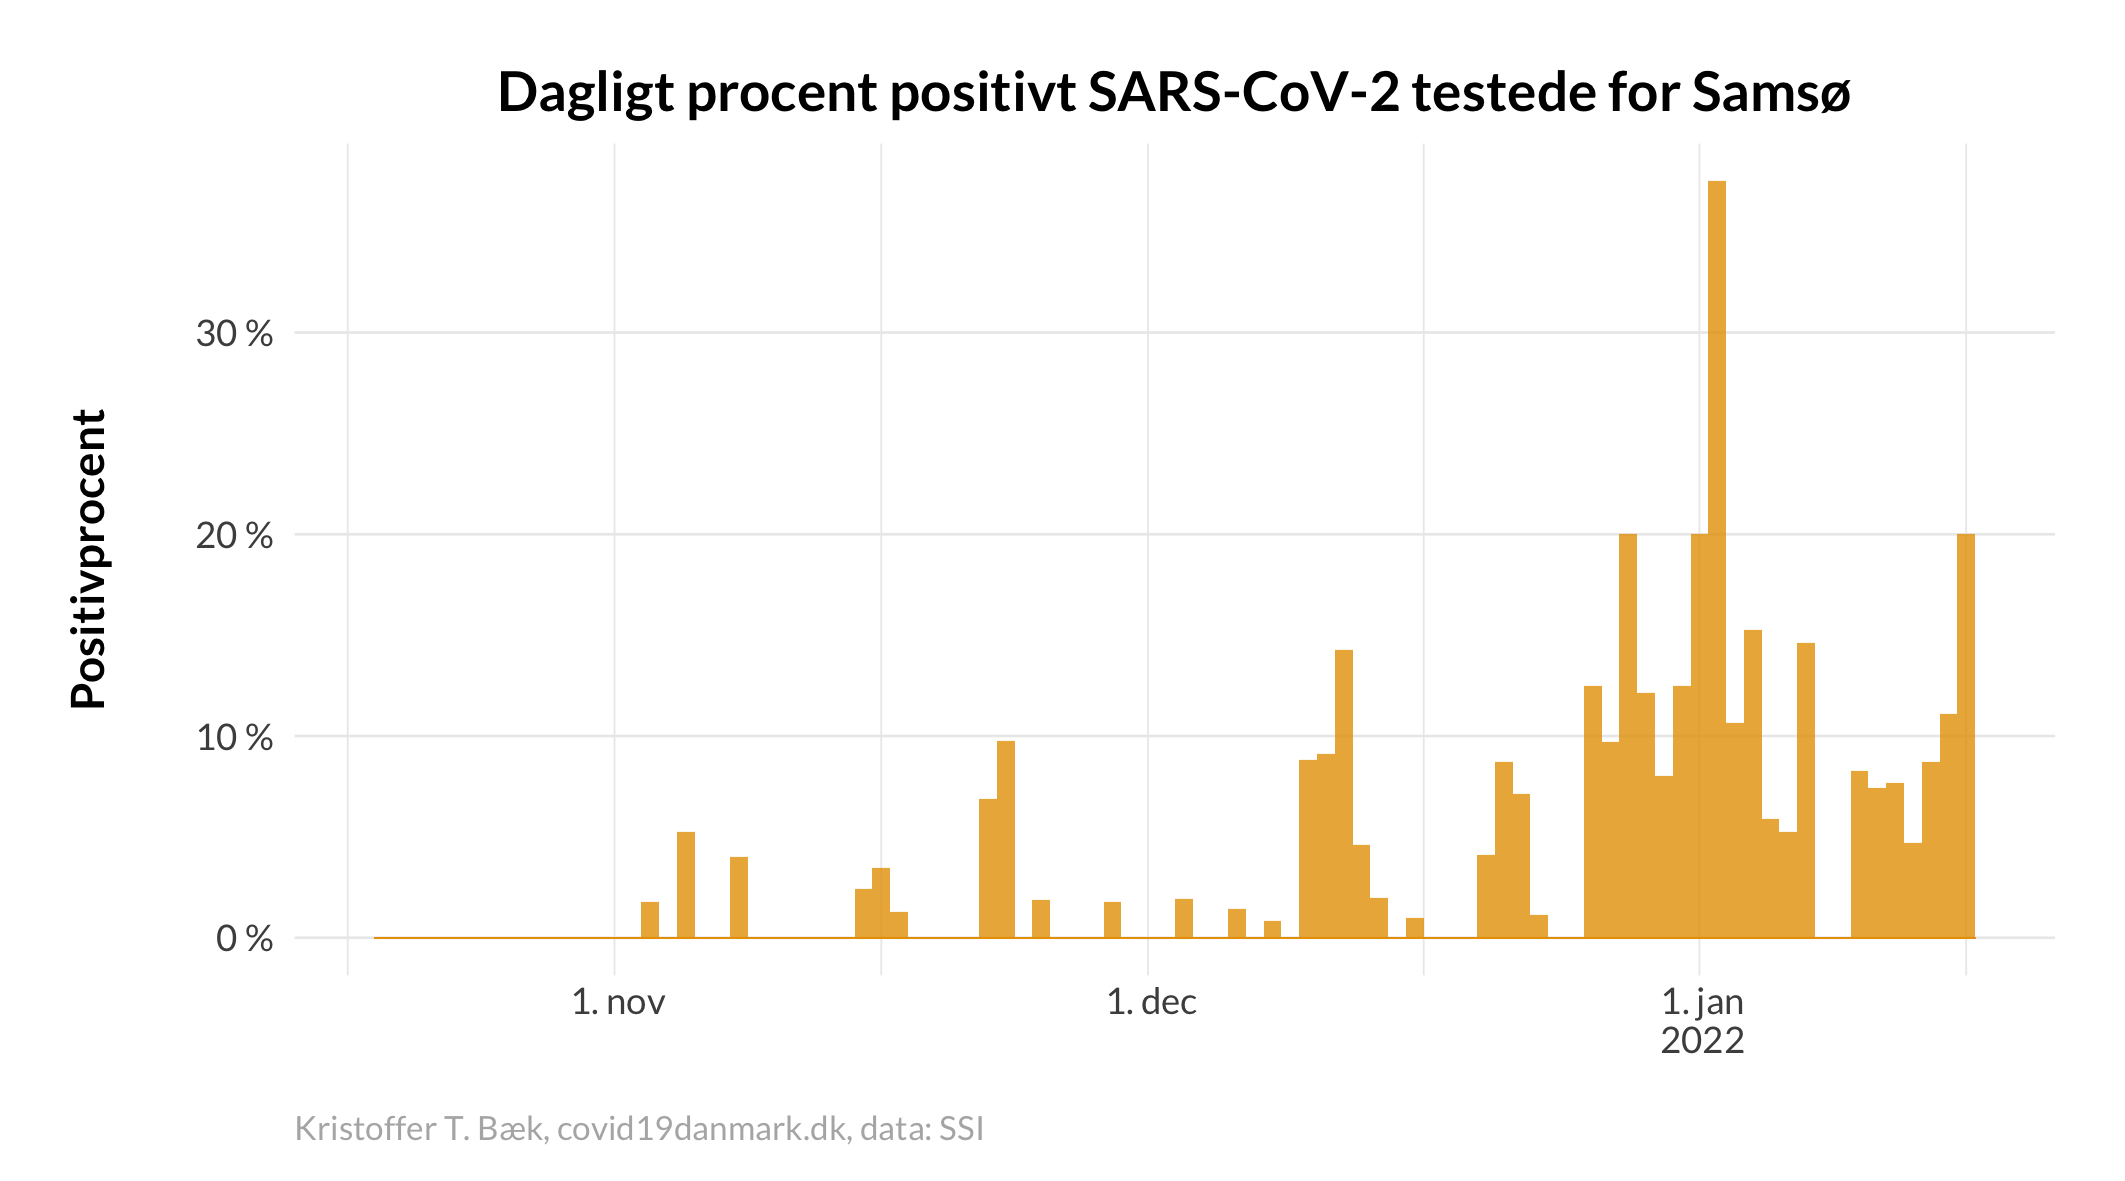 Dagligt procent positivt SARS-CoV-2 testede for Samsø
Positivprocent
30 %
20 %
10 %
0 %
1. nov
1. dec
1. jan
2022
Kristoffer T. Bæk, covid19danmark.dk, data: SSI